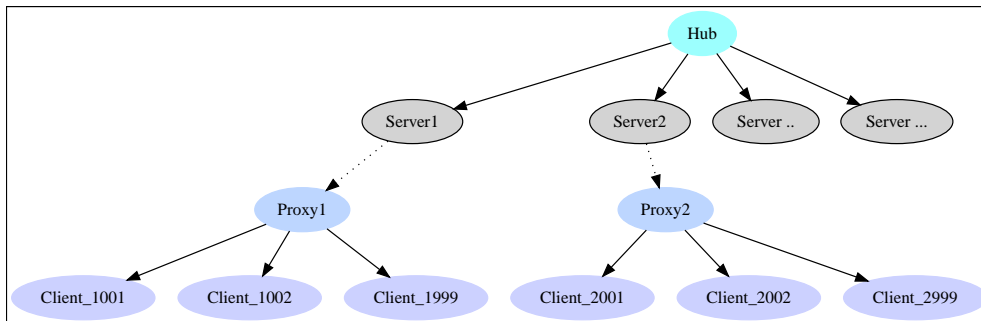 Hub
Server1
Server2
Server ..
Server ...
Proxy1
Proxy2
Client_1001
Client_1002
Client_1999
Client_2001
Client_2002
Client_2999